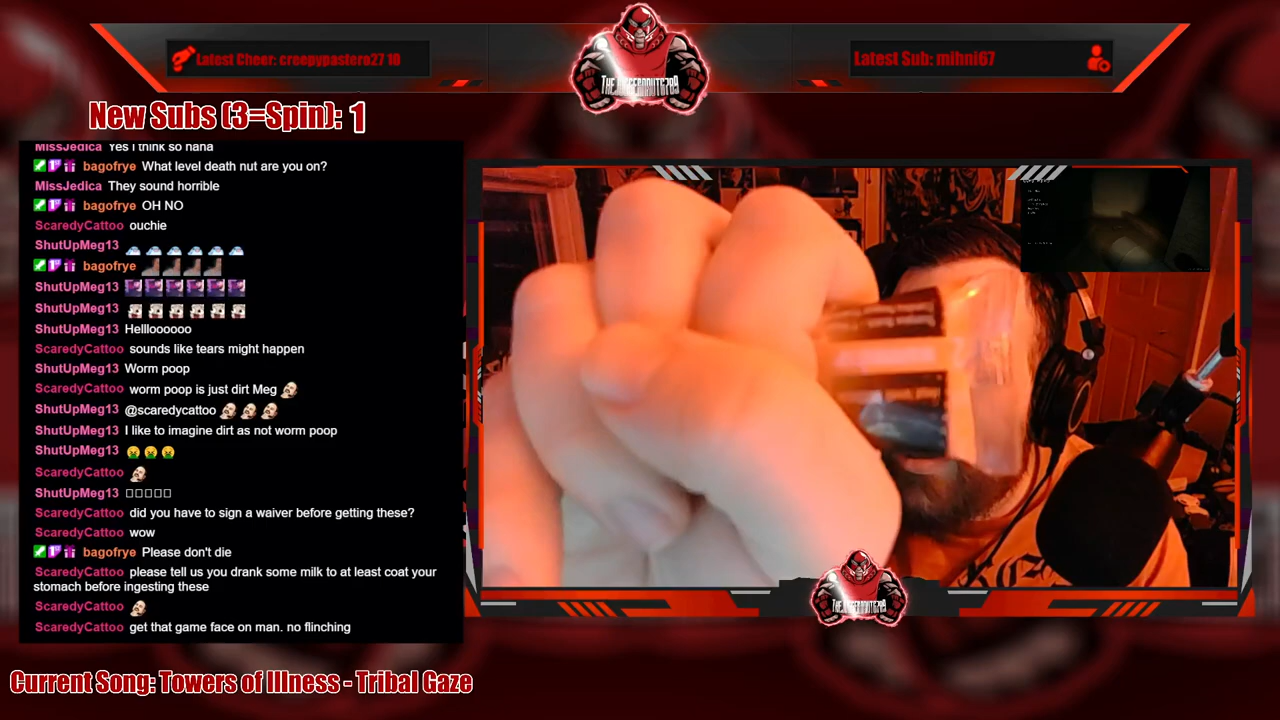 Latest Cheer: creepypastero27 10
THEJUGGERNAUT6789
Latest Sub: mihni67
New Subs (3=Spin): 1
MissJedica Yes I think so haha
bagofrye What level death nut are you on?
MissJedica They sound horrible
bagofrye OH NO
ScaredyCattoo ouchie
ShutUpMeg13
bagofrye
ShutUpMeg13
ShutUpMeg13
ShutUpMeg13 Hellloooooo
ScaredyCattoo sounds like tears might happen
ShutUpMeg13 Worm poop
ScaredyCattoo worm poop is just dirt Meg
ShutUpMeg13 @scaredycattoo
ShutUpMeg13 I like to imagine dirt as not worm poop
ShutUpMeg13
ScaredyCattoo
ShutUpMeg13
ScaredyCattoo did you have to sign a waiver before getting these?
ScaredyCattoo wow
bagofrye Please don't die
ScaredyCattoo please tell us you drank some milk to at least coat your
stomach before ingesting these
ScaredyCattoo
ScaredyCattoo get that game face on man. no flinching
THEJUGGERNAUT6789
Current Song: Towers of Illness - Tribal Gaze